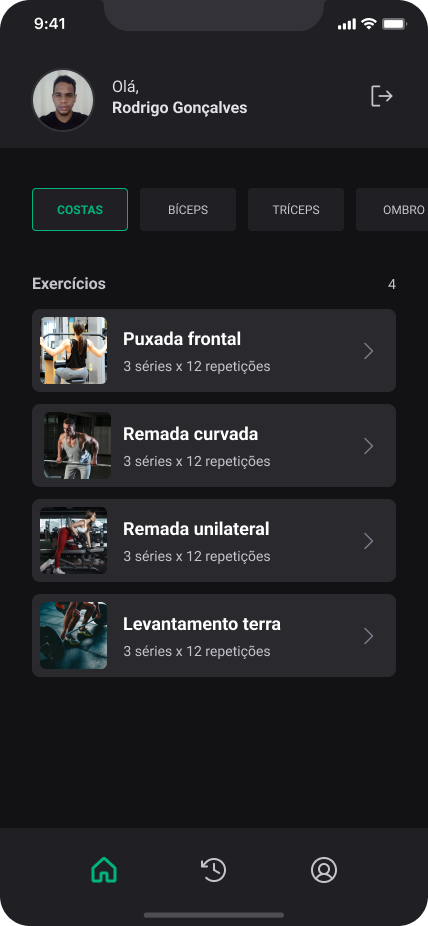 9:41
Olá,
Rodrigo Gonçalves
COSTAS
BÍCEPS
TRÍCEPS
OMBRO
Exercícios
4
Puxada frontal
3 séries x 12 repetições
Remada curvada
3 séries x 12 repetições
Remada unilateral
3 séries x 12 repetições
Levantamento terra
3 séries x 12 repetições